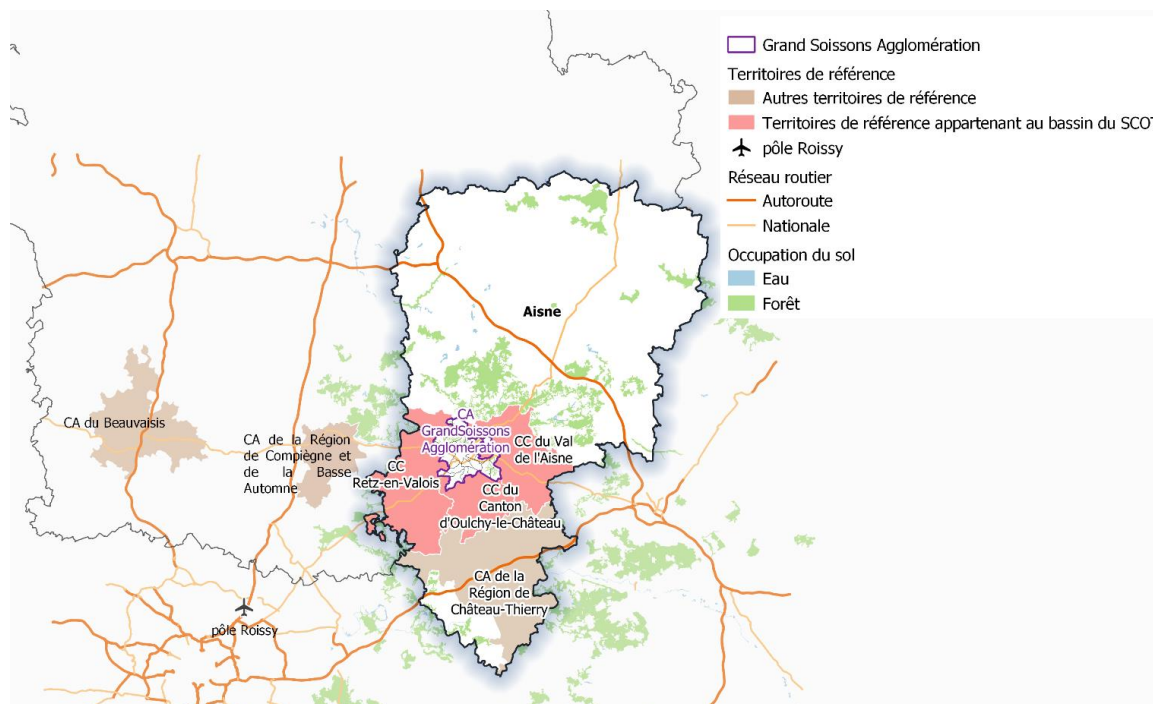 Grand Soissons Agglomération
Territoires de référence
Autres territoires de référence
Territoires de référence appartenant au bassin du SCOT
pôle Roissy
Réseau routier
Autoroute
Nationale
Occupation du sol
Eau
Forêt
Aisne
CA du Beauvaisis
CA de la Région
de Compiègne et
de la Basse
Automne
CA
GrandSoissons
Agglomération
CC du Val
de l'Aisne
CC
Retz-en-Valois
CC du
Canton
d'Oulchy-le-Château
CA de la
Région de
Château-Thierry
pôle Roissy